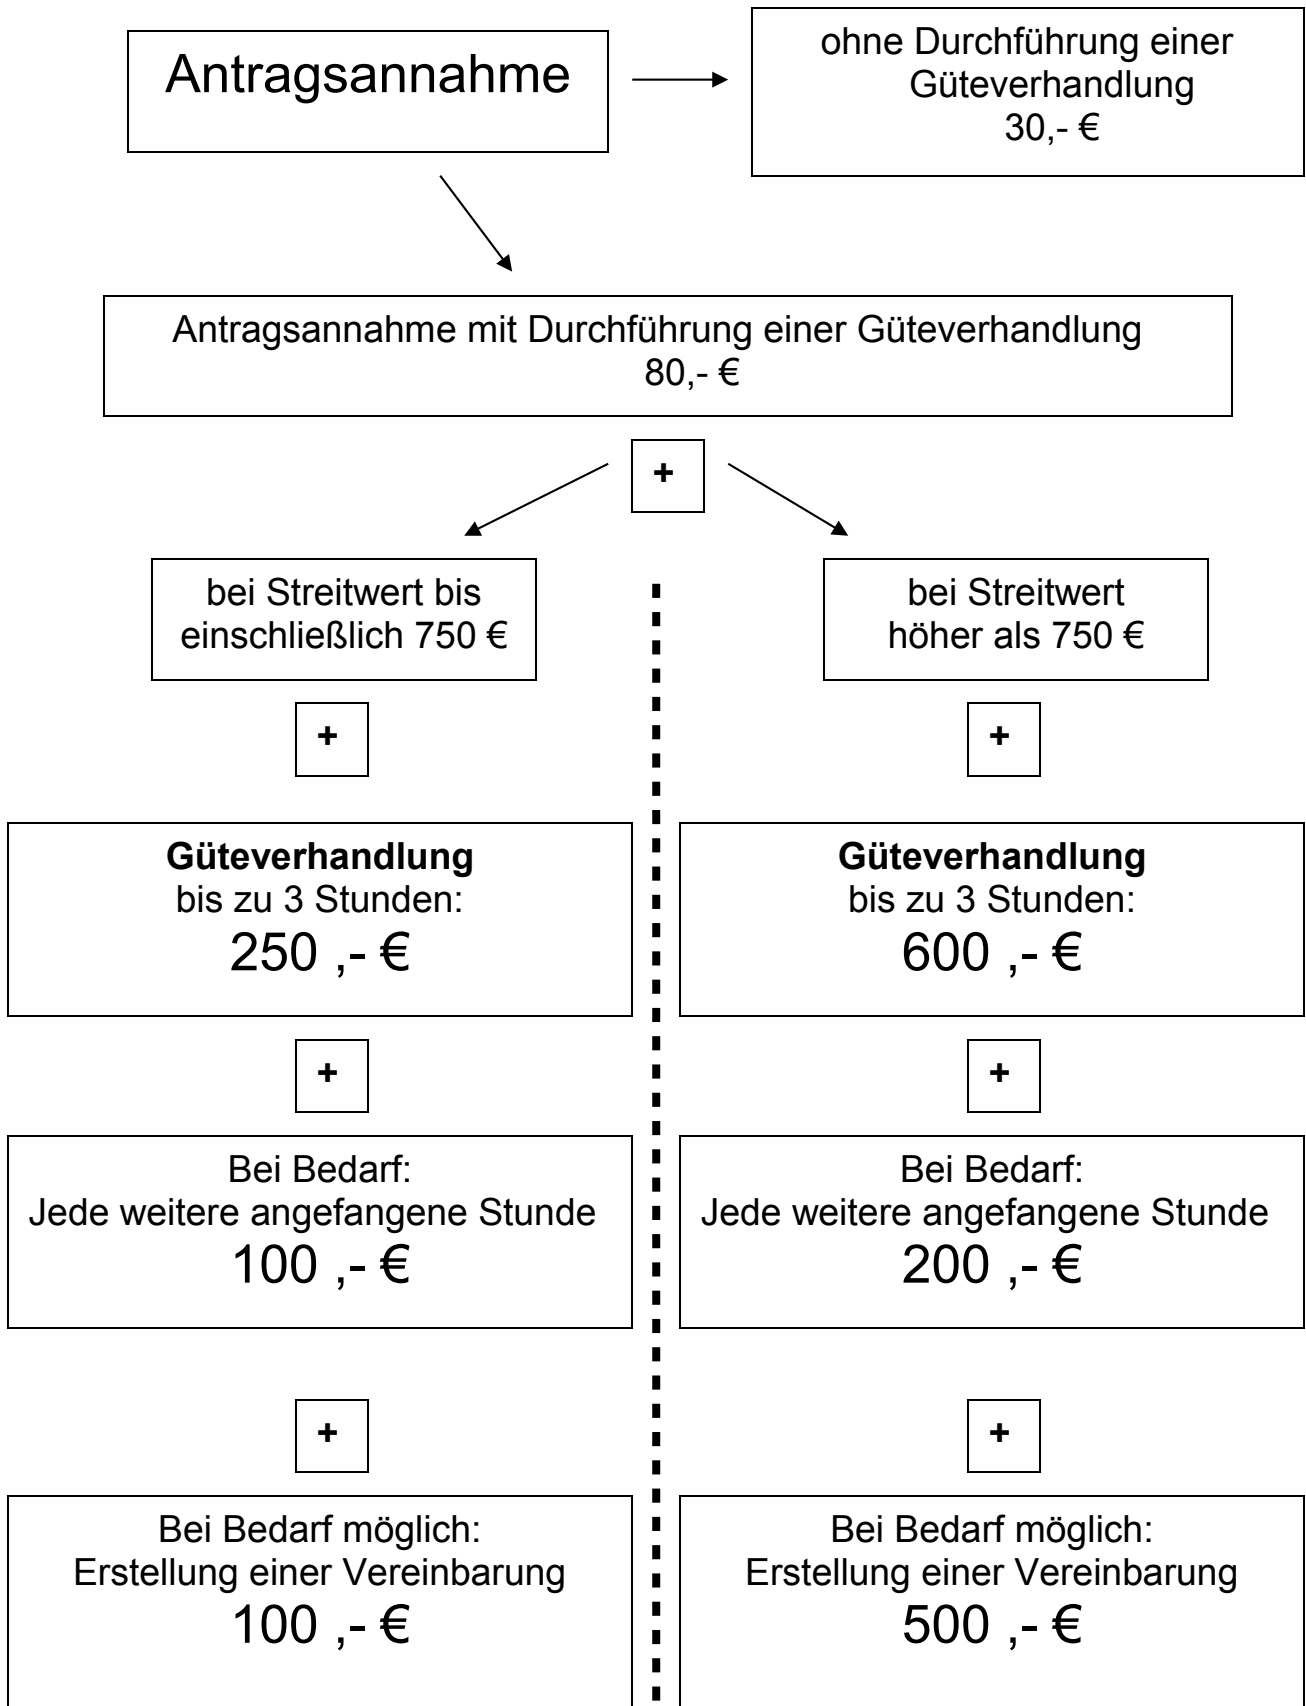 Antragsannahme
ohne Durchführung einer
Güteverhandlung
30,- €
Antragsannahme mit Durchführung einer Güteverhandlung
80,- €
+
bei Streitwert bis
einschließlich 750 €
+
Güteverhandlung
bis zu 3 Stunden:
250 ,- €
+
Bei Bedarf:
Jede weitere angefangene Stunde
100 ,- €
+
Bei Bedarf möglich:
Erstellung einer Vereinbarung
100 ,- €
bei Streitwert
höher als 750 €
+
Güteverhandlung
bis zu 3 Stunden:
600 ,- €
+
Bei Bedarf:
Jede weitere angefangene Stunde
200 ,- €
+
Bei Bedarf möglich:
Erstellung einer Vereinbarung
500 ,- €